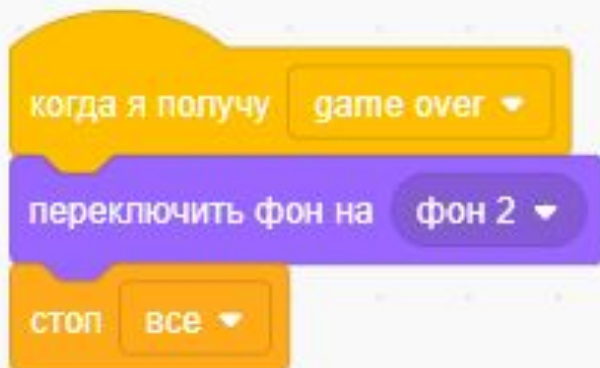 когда я получу game over
переключить фон на фон 2
стоп все